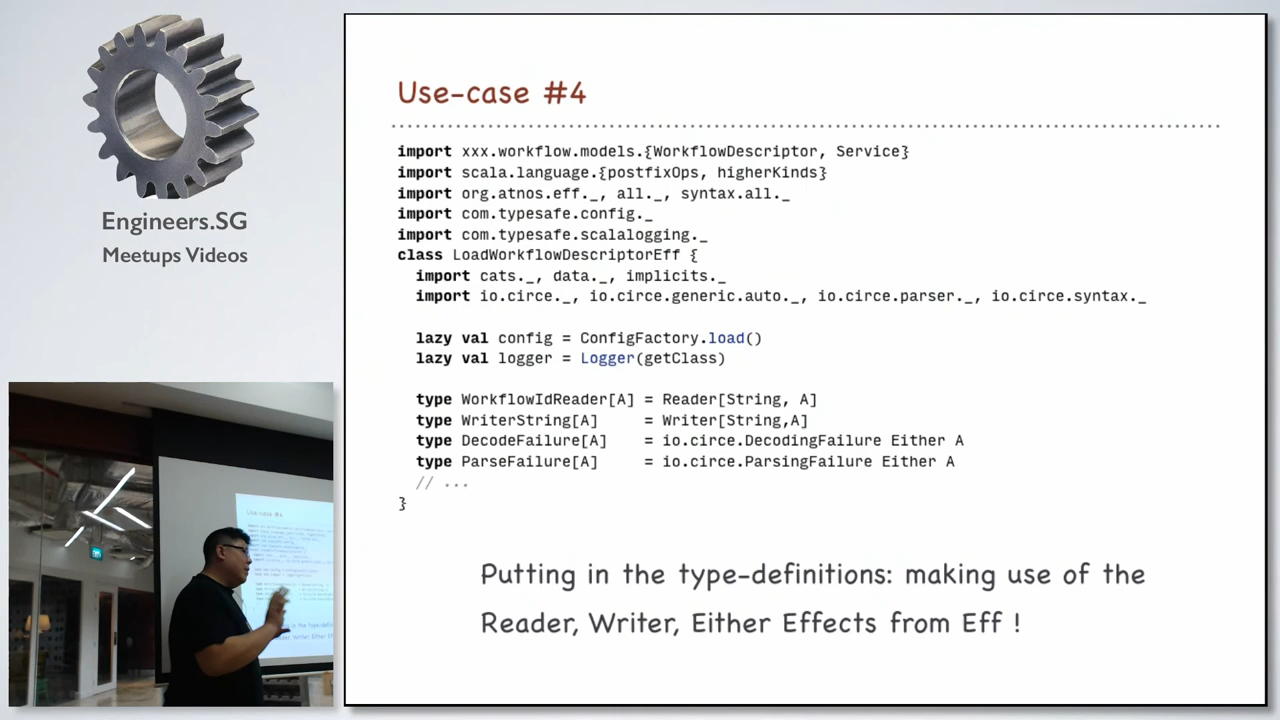 Engineers.SG
Meetups Videos
Use-case #4
import xxx.workflow.models.{WorkflowDescriptor, Service}
import scala.language.{postfixOps, higherKinds}
import org.atnos.eff._, all._, syntax.all._
import com.typesafe.config._
import com.typesafe.scalalogging._
class LoadWorkflowDescriptorEff {
  import cats._, data._, implicits._
  import io.circe._, io.circe.generic.auto._, io.circe.parser._, io.circe.syntax._
  lazy val config = ConfigFactory.load()
  lazy val logger = Logger(getClass)
  type WorkflowIdReader[A] = Reader[String, A]
  type WriterString[A]     = Writer[String,A]
  type DecodeFailure[A]    = io.circe.DecodingFailure Either A
  type ParseFailure[A]     = io.circe.ParsingFailure Either A
  // ...
}
Putting in the type-definitions: making use of the
Reader, Writer, Either Effects from Eff !
Use-case #4